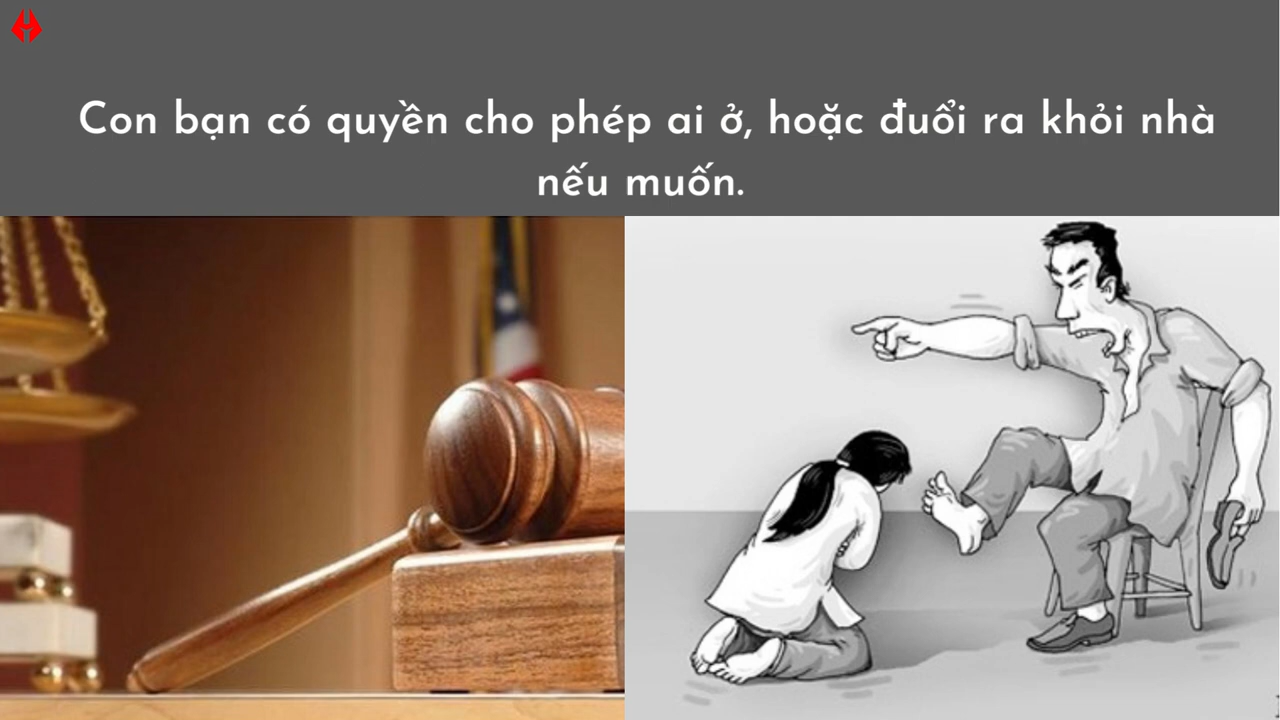 Con bạn có quyền cho phép ai ở, hoặc đuổi ra khỏi nhà
nếu muốn.